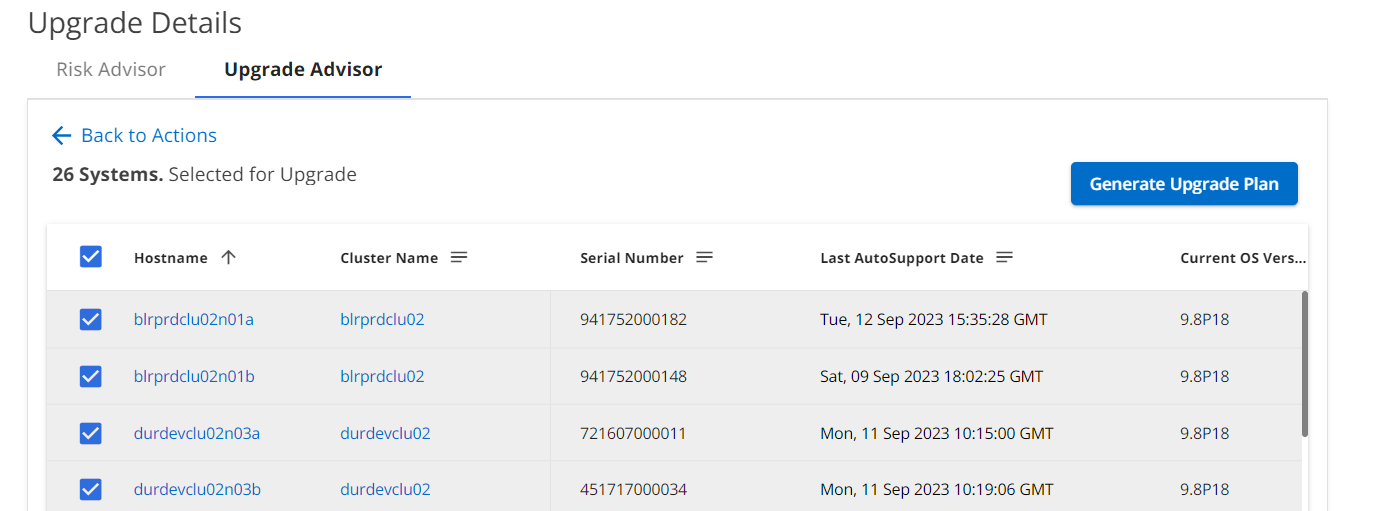 Upgrade Details
Risk Advisor Upgrade Advisor
Back to Actions
26 Systems. Selected for Upgrade
Generate Upgrade Plan
Hostname Cluster Name Serial Number Last AutoSupport Date Current OS Vers...
blrprdclu02n01a blrprdclu02 941752000182 Tue, 12 Sep 2023 15:35:28 GMT 9.8P18
blrprdclu02n01b blrprdclu02 941752000148 Sat, 09 Sep 2023 18:02:25 GMT 9.8P18
durdevclu02n03a durdevclu02 721607000011 Mon, 11 Sep 2023 10:15:00 GMT 9.8P18
durdevclu02n03b durdevclu02 451717000034 Mon, 11 Sep 2023 10:19:06 GMT 9.8P18